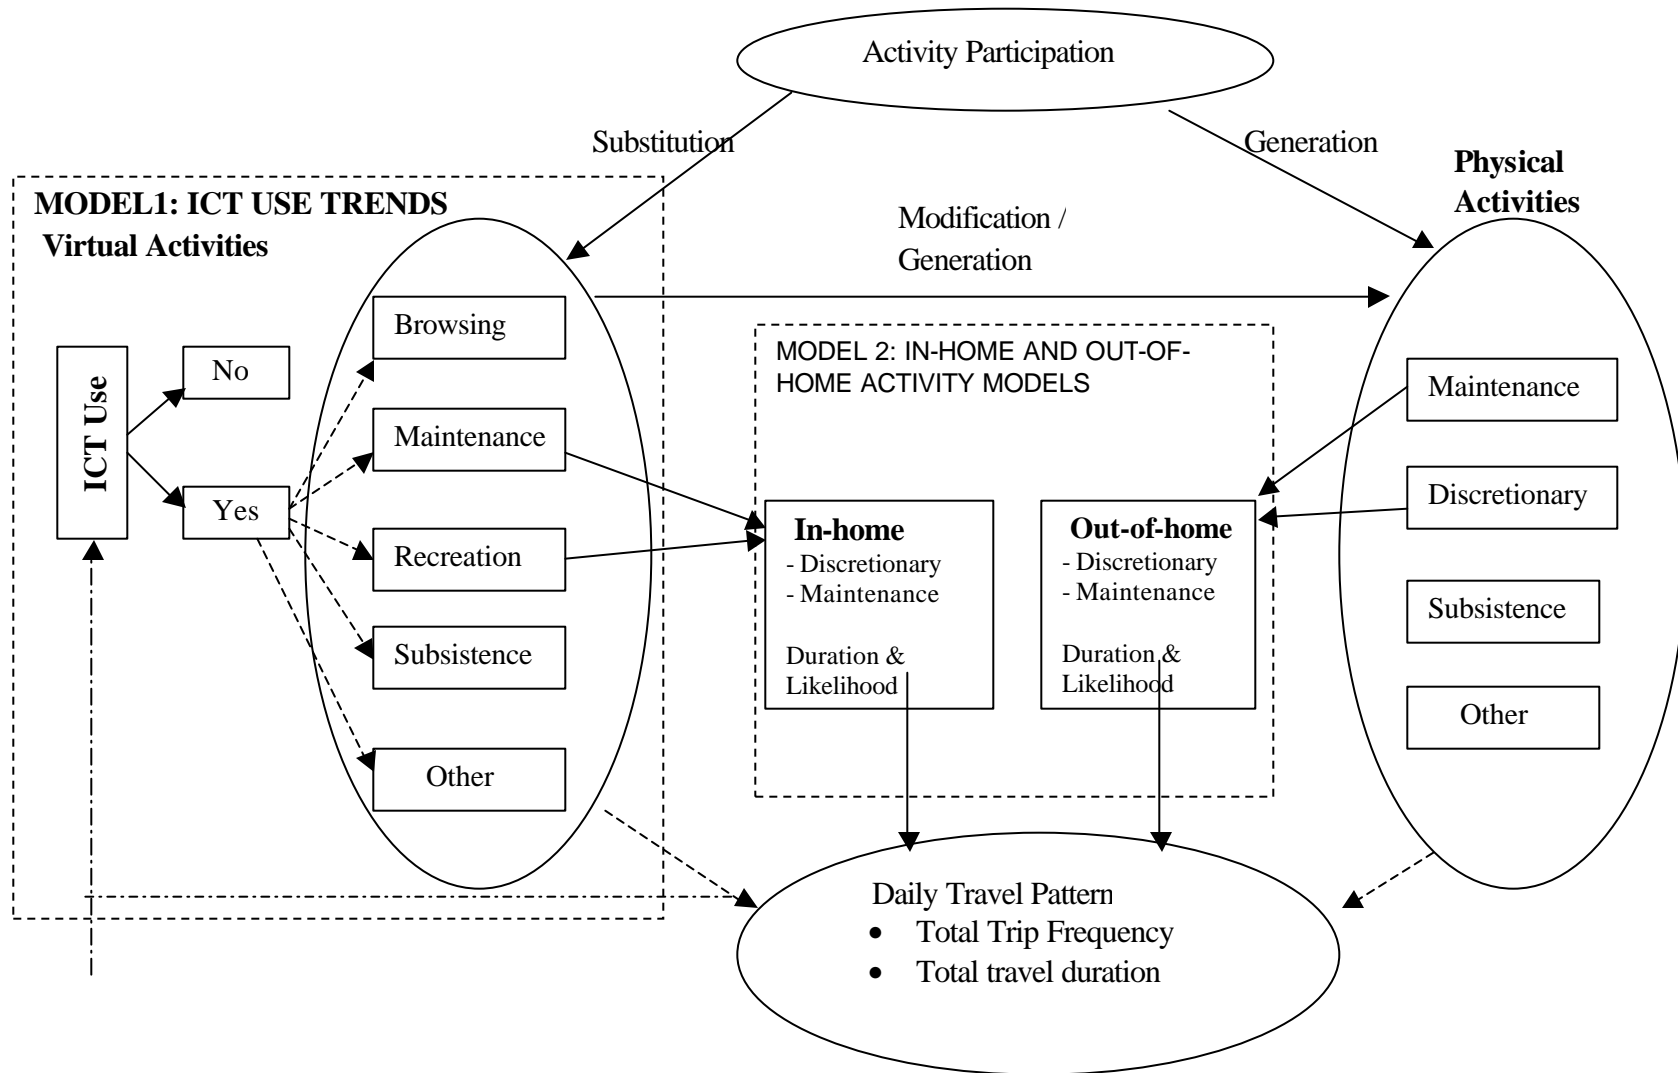 Activity Participation
Substitution
Generation
Physical
Activities
MODEL1: ICT USE TRENDS
Virtual Activities
Modification /
Generation
ICT Use
No
Yes
Browsing
Maintenance
Recreation
Subsistence
Other
MODEL 2: IN-HOME AND OUT-OF-
HOME ACTIVITY MODELS
In-home
- Discretionary
- Maintenance
Duration &
Likelihood
Out-of-home
- Discretionary
- Maintenance
Duration &
Likelihood
Maintenance
Discretionary
Subsistence
Other
Daily Travel Pattern
• Total Trip Frequency
• Total travel duration